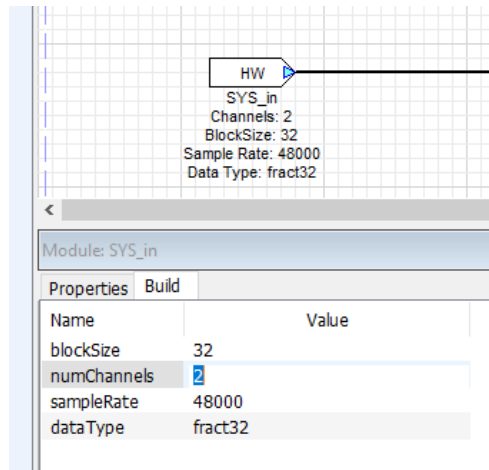 HW
SYS_in
Channels: 2
BlockSize: 32
Sample Rate: 48000
Data Type: fract32
Module: SYS_in
Properties Build
Name Value
blockSize 32
numChannels 2
sampleRate 48000
dataType fract32